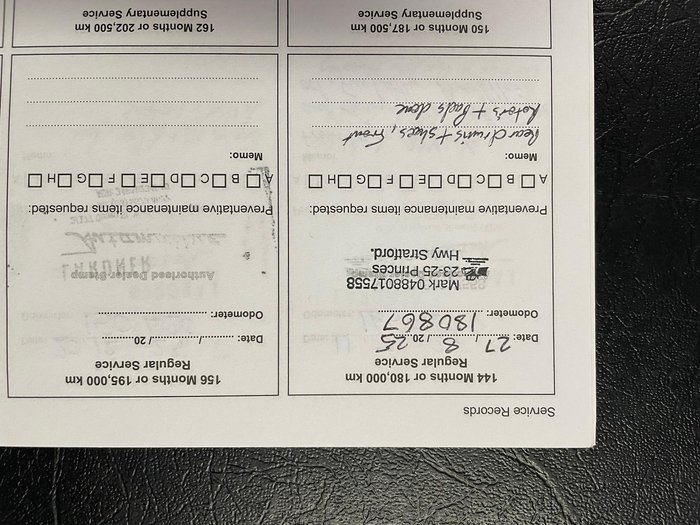 Service Records
144 Months or 180,000 km
Regular Service
Date: 27 / 8 / 20 25
Odometer: 180867
Mark 0488017558
23-25 Princes
Hwy Stratford.
Preventative maintenance items requested:
A □ B □ C □ D □ E □ F □ G □ H □
Memo:
Rear drums + shoes, Front
Rotors + Pads done
156 Months or 195,000 km
Regular Service
Date: ........../........../ 20..........
Odometer: ..............................
Authorised Dealer Stamp
Preventative maintenance items requested:
A □ B □ C □ D □ E □ F □ G □ H □
Memo:
150 Months or 187,500 km
Supplementary Service
162 Months or 202,500 km
Supplementary Service